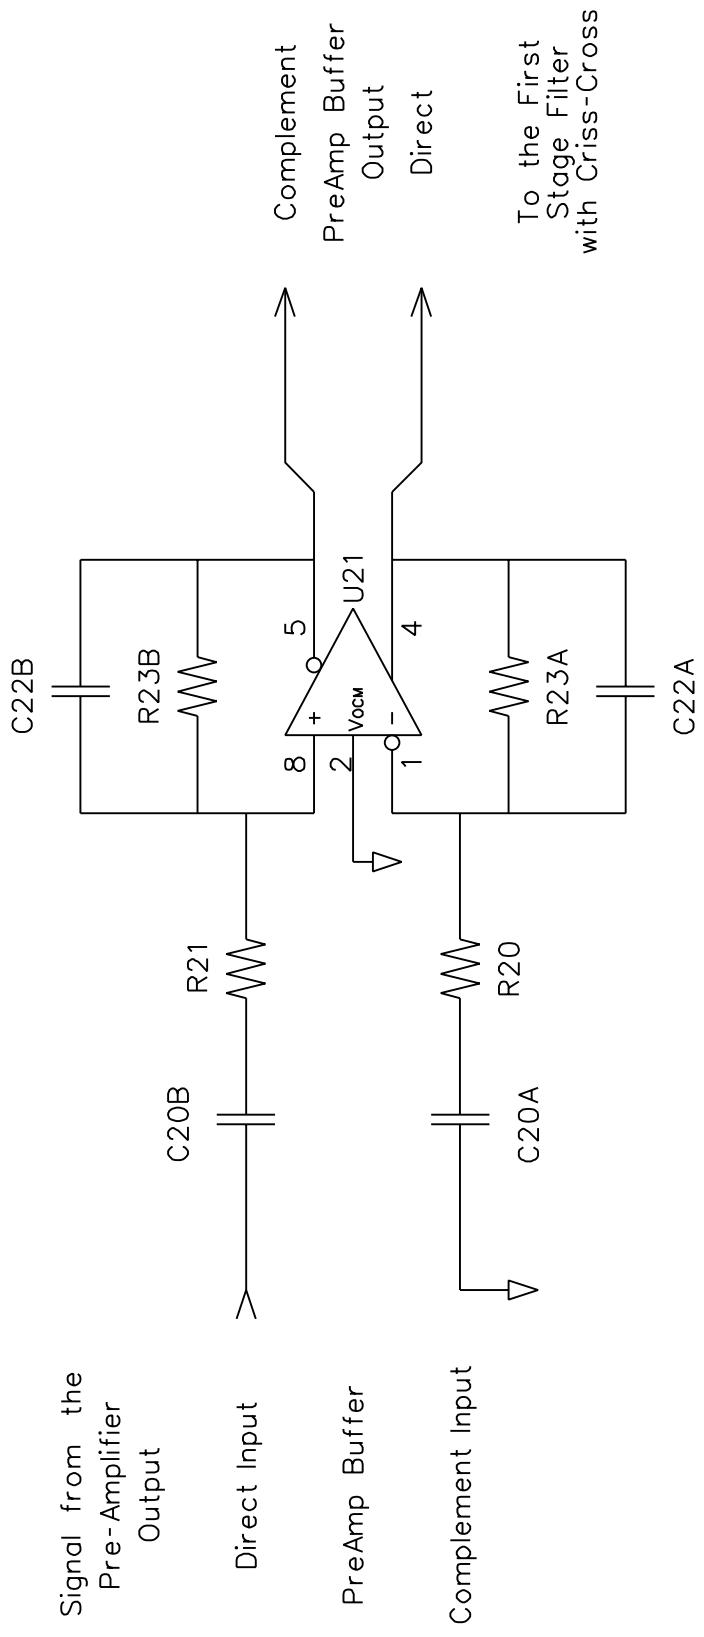 Signal from the
Pre-Amplifier
Output
Direct Input
PreAmp Buffer
Complement Input
C20B
R21
C20A
R20
C22B
R23B
8
+
5
2
VOCM
U21
1
-
4
R23A
C22A
Complement
PreAmp Buffer
Output
Direct
To the First
Stage Filter
with Criss-Cross